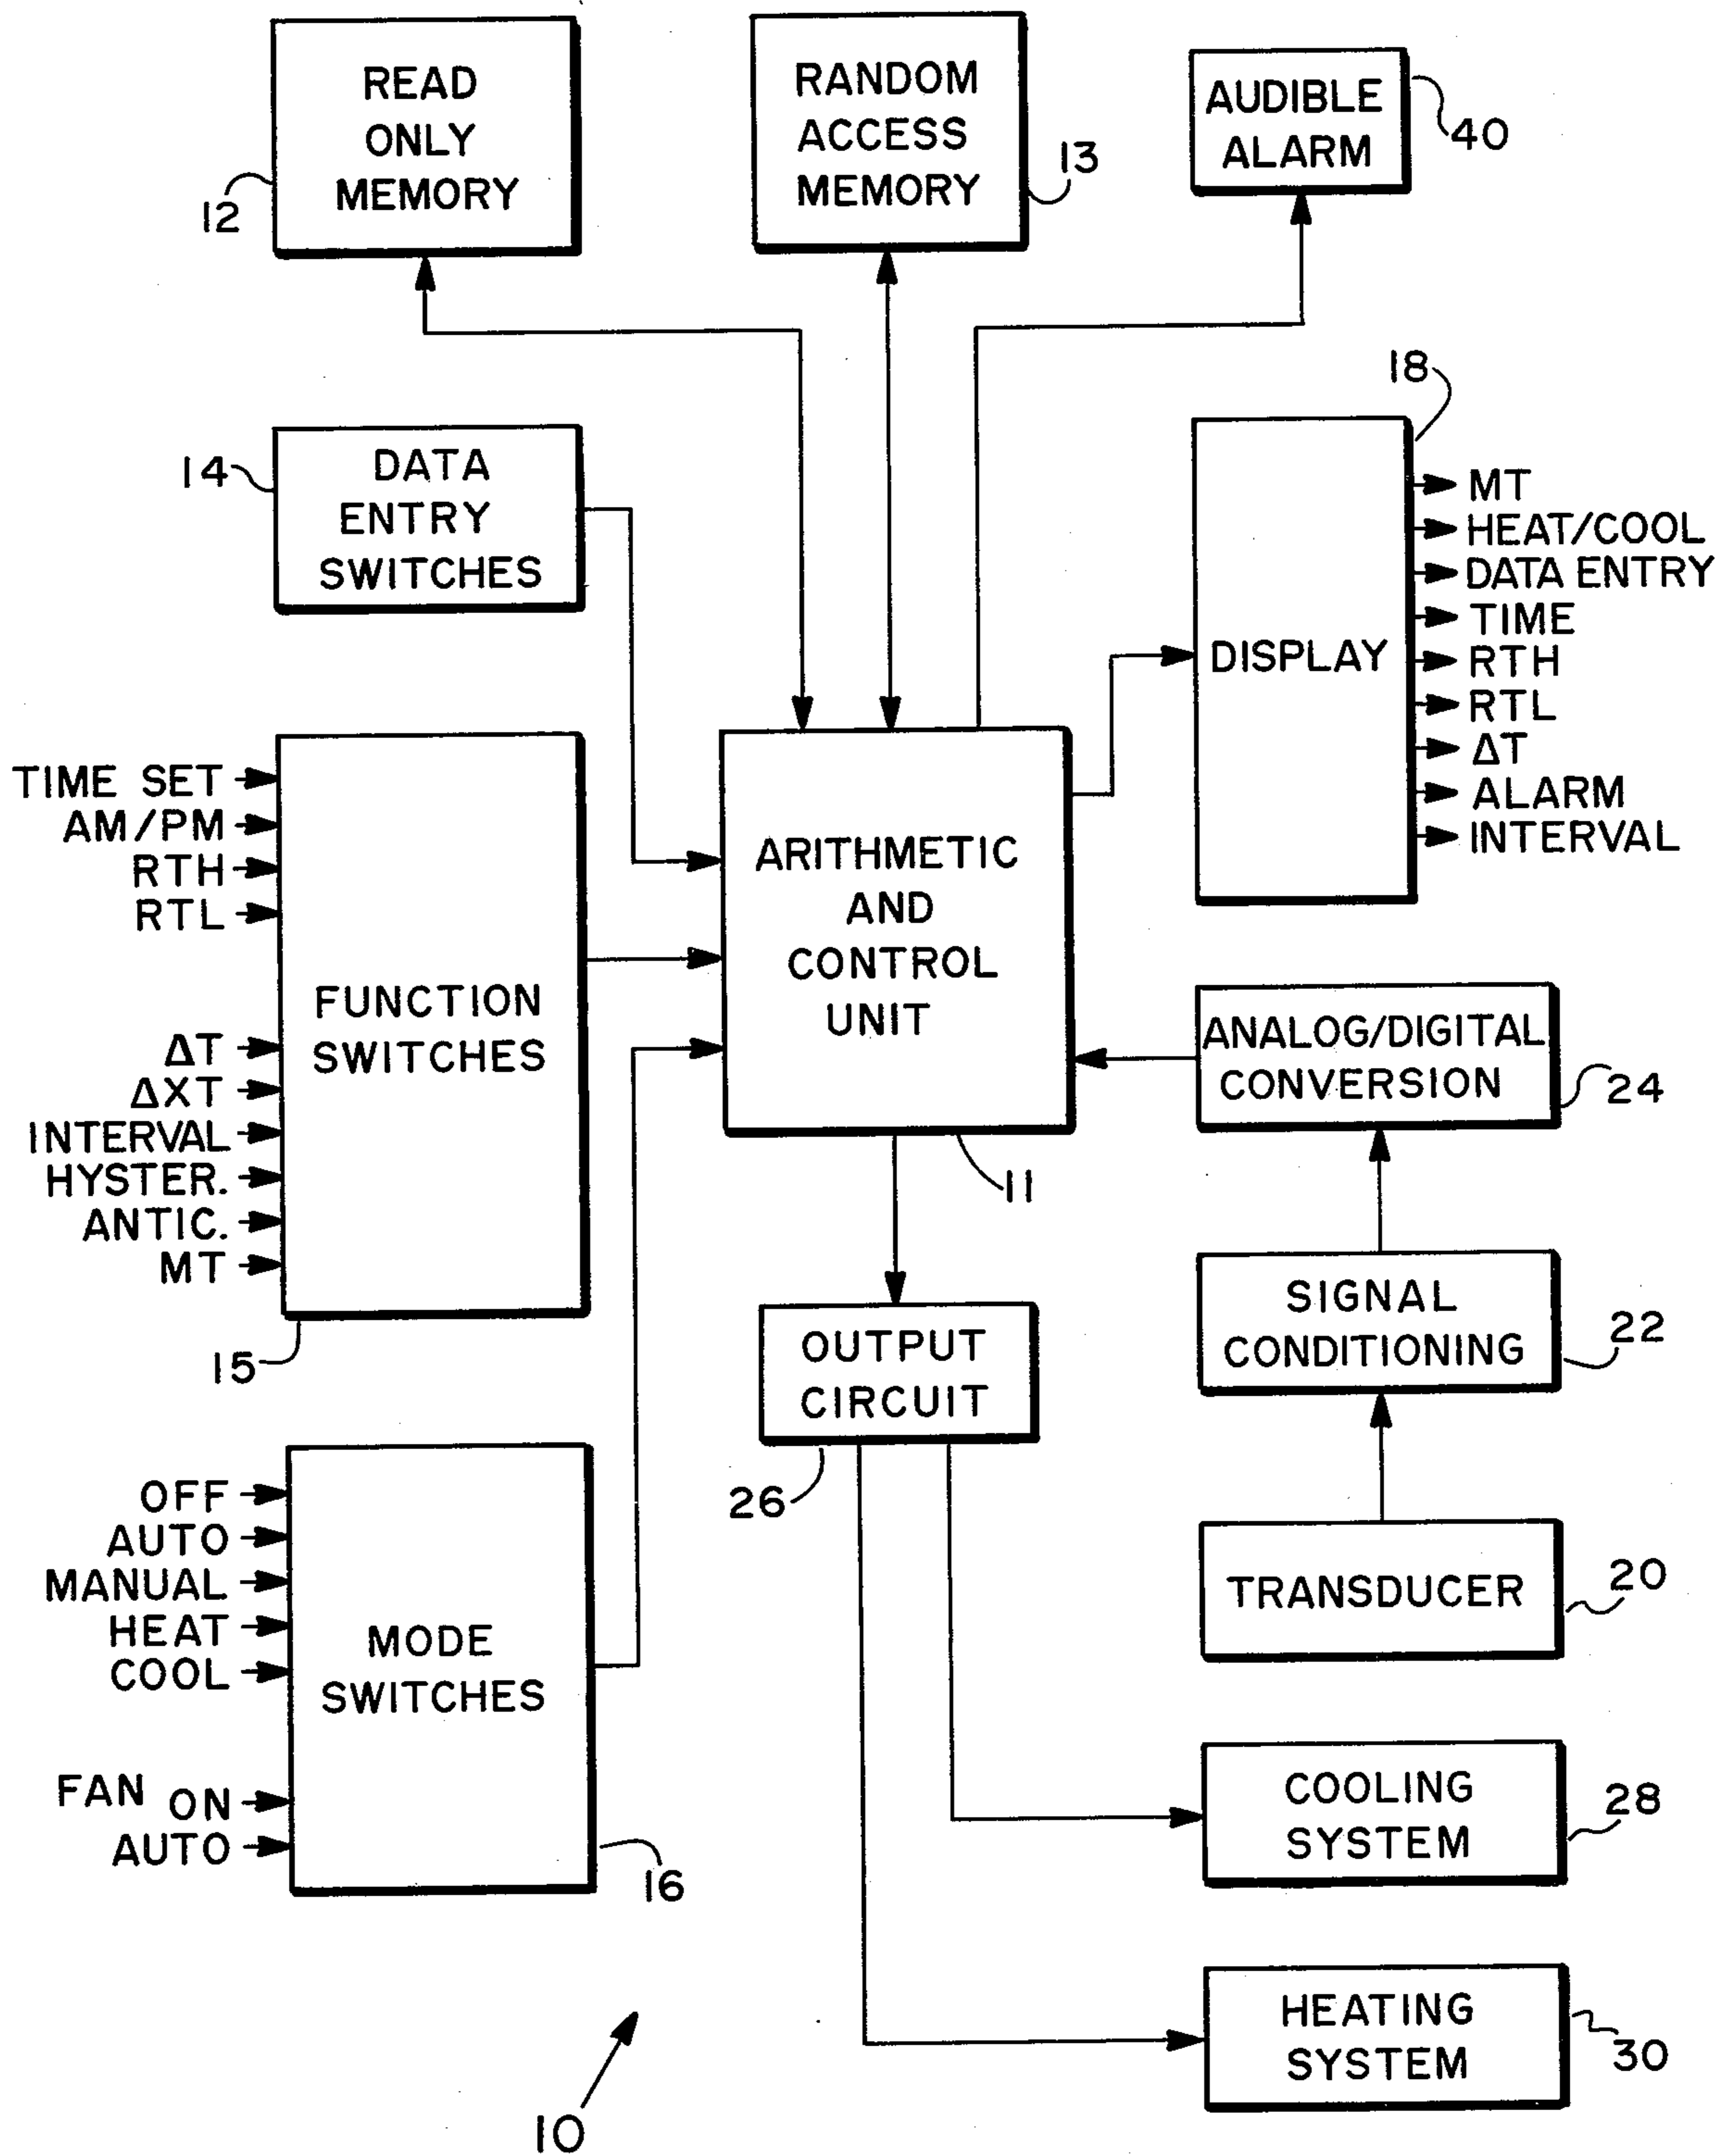 READ
ONLY
MEMORY
12
RANDOM
ACCESS
MEMORY
13
AUDIBLE
ALARM
40
DATA
ENTRY
SWITCHES
14
18
DISPLAY
MT
HEAT/COOL
DATA ENTRY
TIME
RTH
RTL
ΔT
ALARM
INTERVAL
TIME SET
AM/PM
RTH
RTL
ΔT
ΔXT
INTERVAL
HYSTER.
ANTIC.
MT
FUNCTION
SWITCHES
15
ARITHMETIC
AND
CONTROL
UNIT
11
ANALOG/DIGITAL
CONVERSION
24
SIGNAL
CONDITIONING
22
OUTPUT
CIRCUIT
26
TRANSDUCER
20
OFF
AUTO
MANUAL
HEAT
COOL
FAN ON
AUTO
MODE
SWITCHES
16
COOLING
SYSTEM
28
HEATING
SYSTEM
30
10